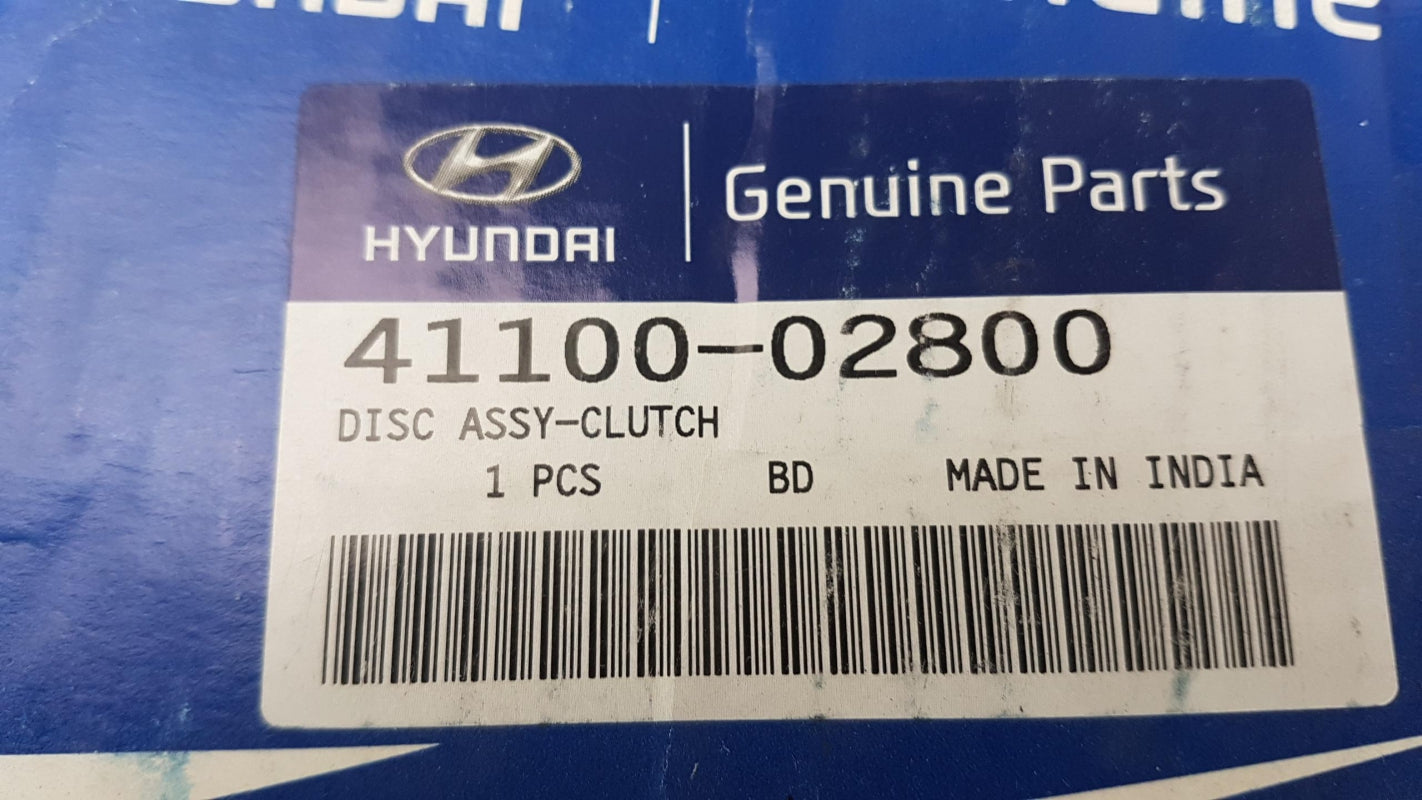 HYUNDAI
Genuine Parts
41100-02800
DISC ASSY-CLUTCH
1 PCS BD MADE IN INDIA